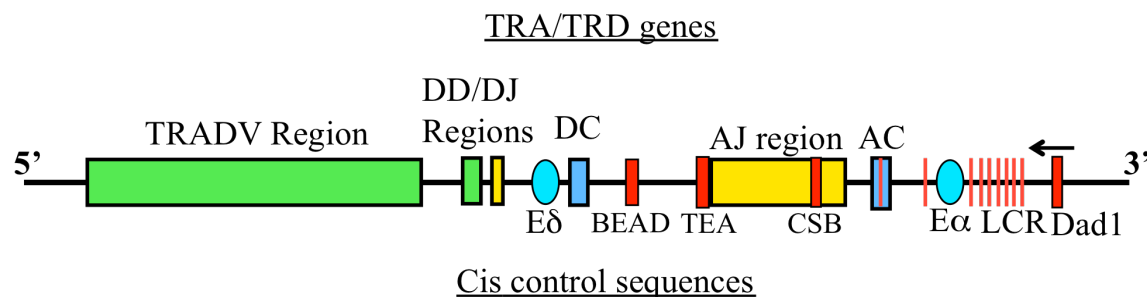 TRA/TRD genes
DD/DJ
Regions
TRADV Region
DC
AJ region
AC
5’
3’
Eδ
BEAD
TEA
CSB
Eα
LCR
Dad1
Cis control sequences